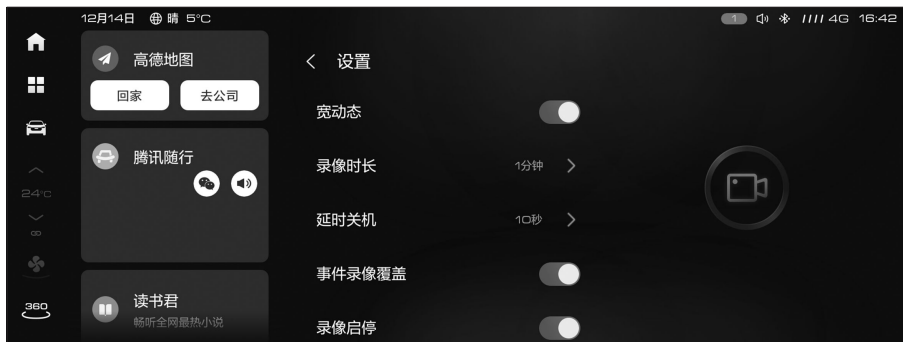 12月14日 晴 5°C
1 4G 16:42
高德地图
回家 去公司
腾讯随行
读书君
畅听全网最热小说
24°C
360
设置
宽动态
录像时长 1分钟
延时关机 10秒
事件录像覆盖
录像启停